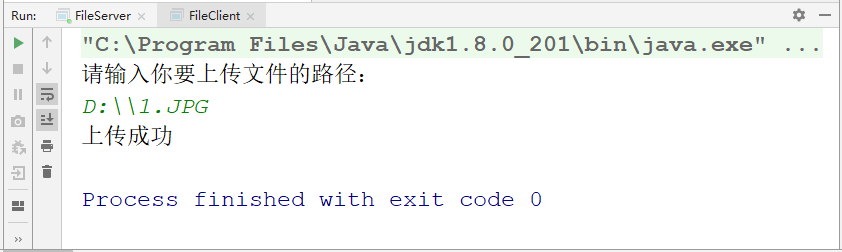 Run: FileServer × FileClient ×
"C:\Program Files\Java\jdk1.8.0_201\bin\java.exe" ...
请输入你要上传文件的路径:
D:\\1.JPG
上传成功
Process finished with exit code 0